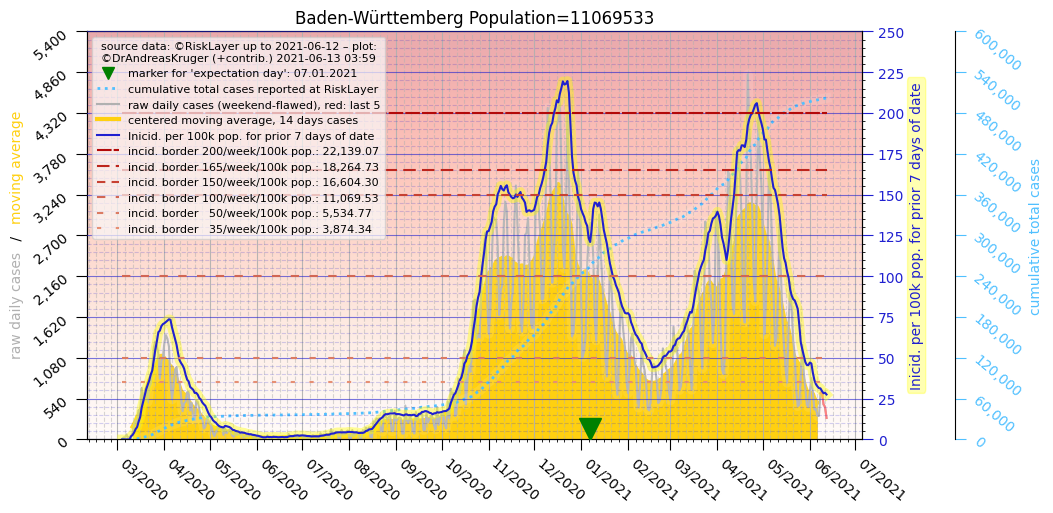 Baden-Württemberg Population=11069533
source data: ©RiskLayer up to 2021-06-12 – plot:
©DrAndreasKruger (+contrib.) 2021-06-13 03:59
marker for 'expectation day': 07.01.2021
cumulative total cases reported at RiskLayer
raw daily cases (weekend-flawed), red: last 5
centered moving average, 14 days cases
Inicid. per 100k pop. for prior 7 days of date
incid. border 200/week/100k pop.: 22,139.07
incid. border 165/week/100k pop.: 18,264.73
incid. border 150/week/100k pop.: 16,604.30
incid. border 100/week/100k pop.: 11,069.53
incid. border 50/week/100k pop.: 5,534.77
incid. border 35/week/100k pop.: 3,874.34
raw daily cases / moving average
5,400
4,860
4,320
3,780
3,240
2,700
2,160
1,620
1,080
540
0
03/2020
04/2020
05/2020
06/2020
07/2020
08/2020
09/2020
10/2020
11/2020
12/2020
01/2021
02/2021
03/2021
04/2021
05/2021
06/2021
07/2021
250
225
200
175
150
125
100
75
50
25
0
Inicid. per 100k pop. for prior 7 days of date
600,000
540,000
480,000
420,000
360,000
300,000
240,000
180,000
120,000
60,000
0
cumulative total cases